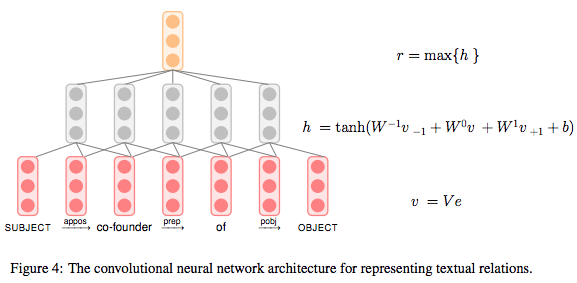 r = max{h }
h = tanh(W⁻¹v ₋₁ + W⁰v + W¹v ₊₁ + b)
v = Ve
SUBJECT appos co-founder prep of pobj OBJECT
Figure 4: The convolutional neural network architecture for representing textual relations.